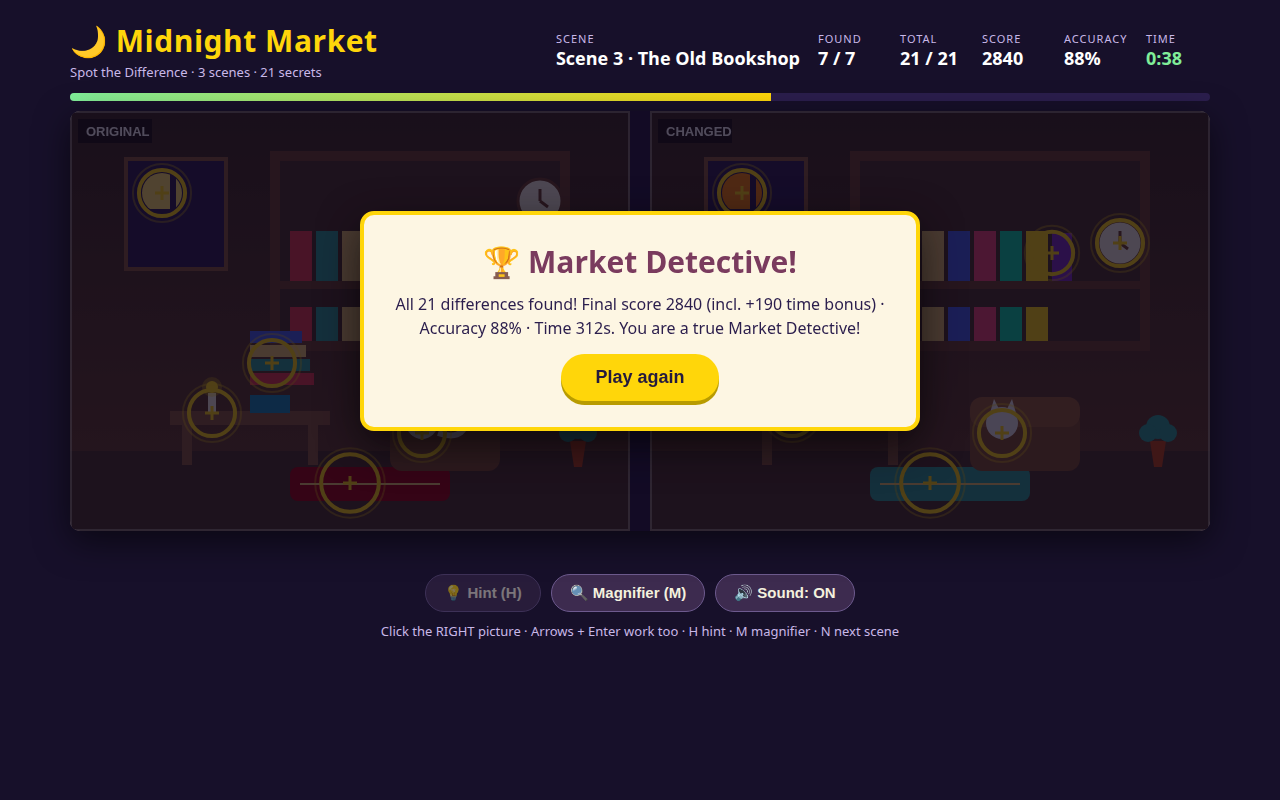 🌙 Midnight Market
Spot the Difference · 3 scenes · 21 secrets
SCENE
Scene 3 · The Old Bookshop
FOUND
7 / 7
TOTAL
21 / 21
SCORE
2840
ACCURACY
88%
TIME
0:38
ORIGINAL
CHANGED
🏆 Market Detective!
All 21 differences found! Final score 2840 (incl. +190 time bonus) ·
Accuracy 88% · Time 312s. You are a true Market Detective!
Play again
💡 Hint (H)
🔍 Magnifier (M)
🔊 Sound: ON
Click the RIGHT picture · Arrows + Enter work too · H hint · M magnifier · N next scene